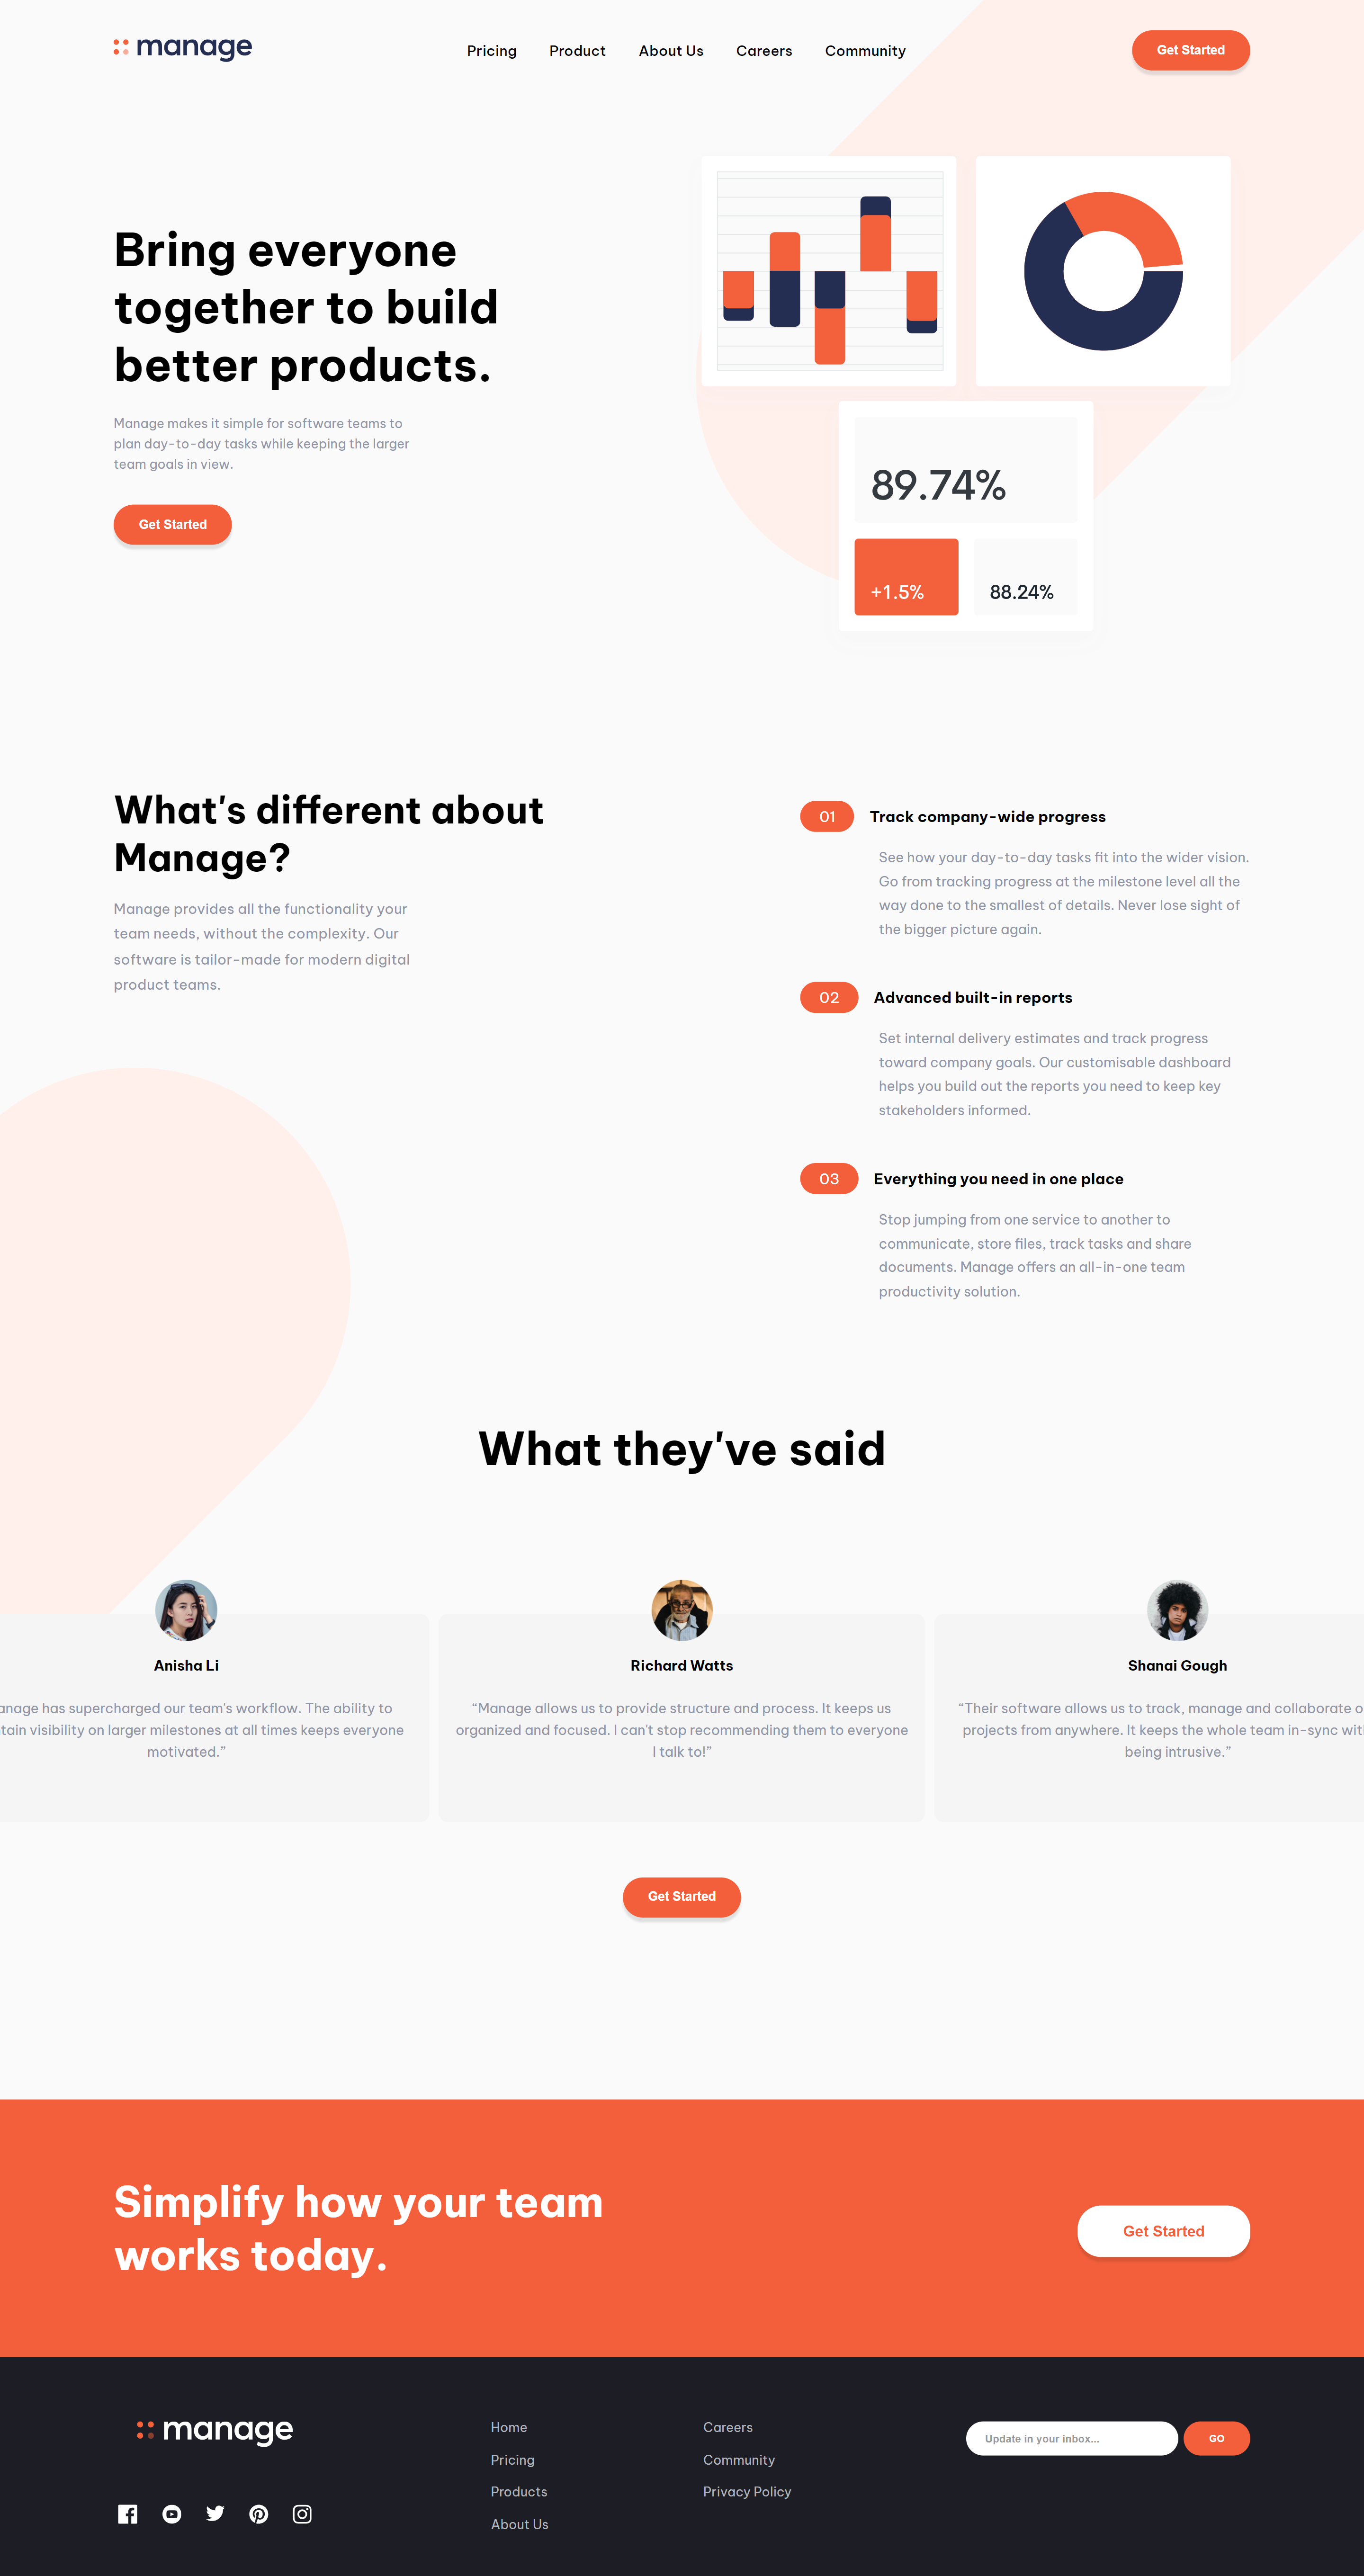 manage
Pricing Product About Us Careers Community
Get Started
Bring everyone
together to build
better products.
Manage makes it simple for software teams to
plan day-to-day tasks while keeping the larger
team goals in view.
Get Started
89.74%
+1.5%
88.24%
What's different about
Manage?
Manage provides all the functionality your
team needs, without the complexity. Our
software is tailor-made for modern digital
product teams.
01 Track company-wide progress
See how your day-to-day tasks fit into the wider vision.
Go from tracking progress at the milestone level all the
way done to the smallest of details. Never lose sight of
the bigger picture again.
02 Advanced built-in reports
Set internal delivery estimates and track progress
toward company goals. Our customisable dashboard
helps you build out the reports you need to keep key
stakeholders informed.
03 Everything you need in one place
Stop jumping from one service to another to
communicate, store files, track tasks and share
documents. Manage offers an all-in-one team
productivity solution.
What they've said
Anisha Li
has supercharged our team's workflow. The ability to
visibility on larger milestones at all times keeps everyone
motivated.”
Richard Watts
“Manage allows us to provide structure and process. It keeps us
organized and focused. I can't stop recommending them to everyone
I talk to!”
Shanai Gough
“Their software allows us to track, manage and collaborate
projects from anywhere. It keeps the whole team in-sync
being intrusive.”
Get Started
Simplify how your team
works today.
Get Started
manage
Home
Pricing
Products
About Us
Careers
Community
Privacy Policy
Update in your inbox...
GO